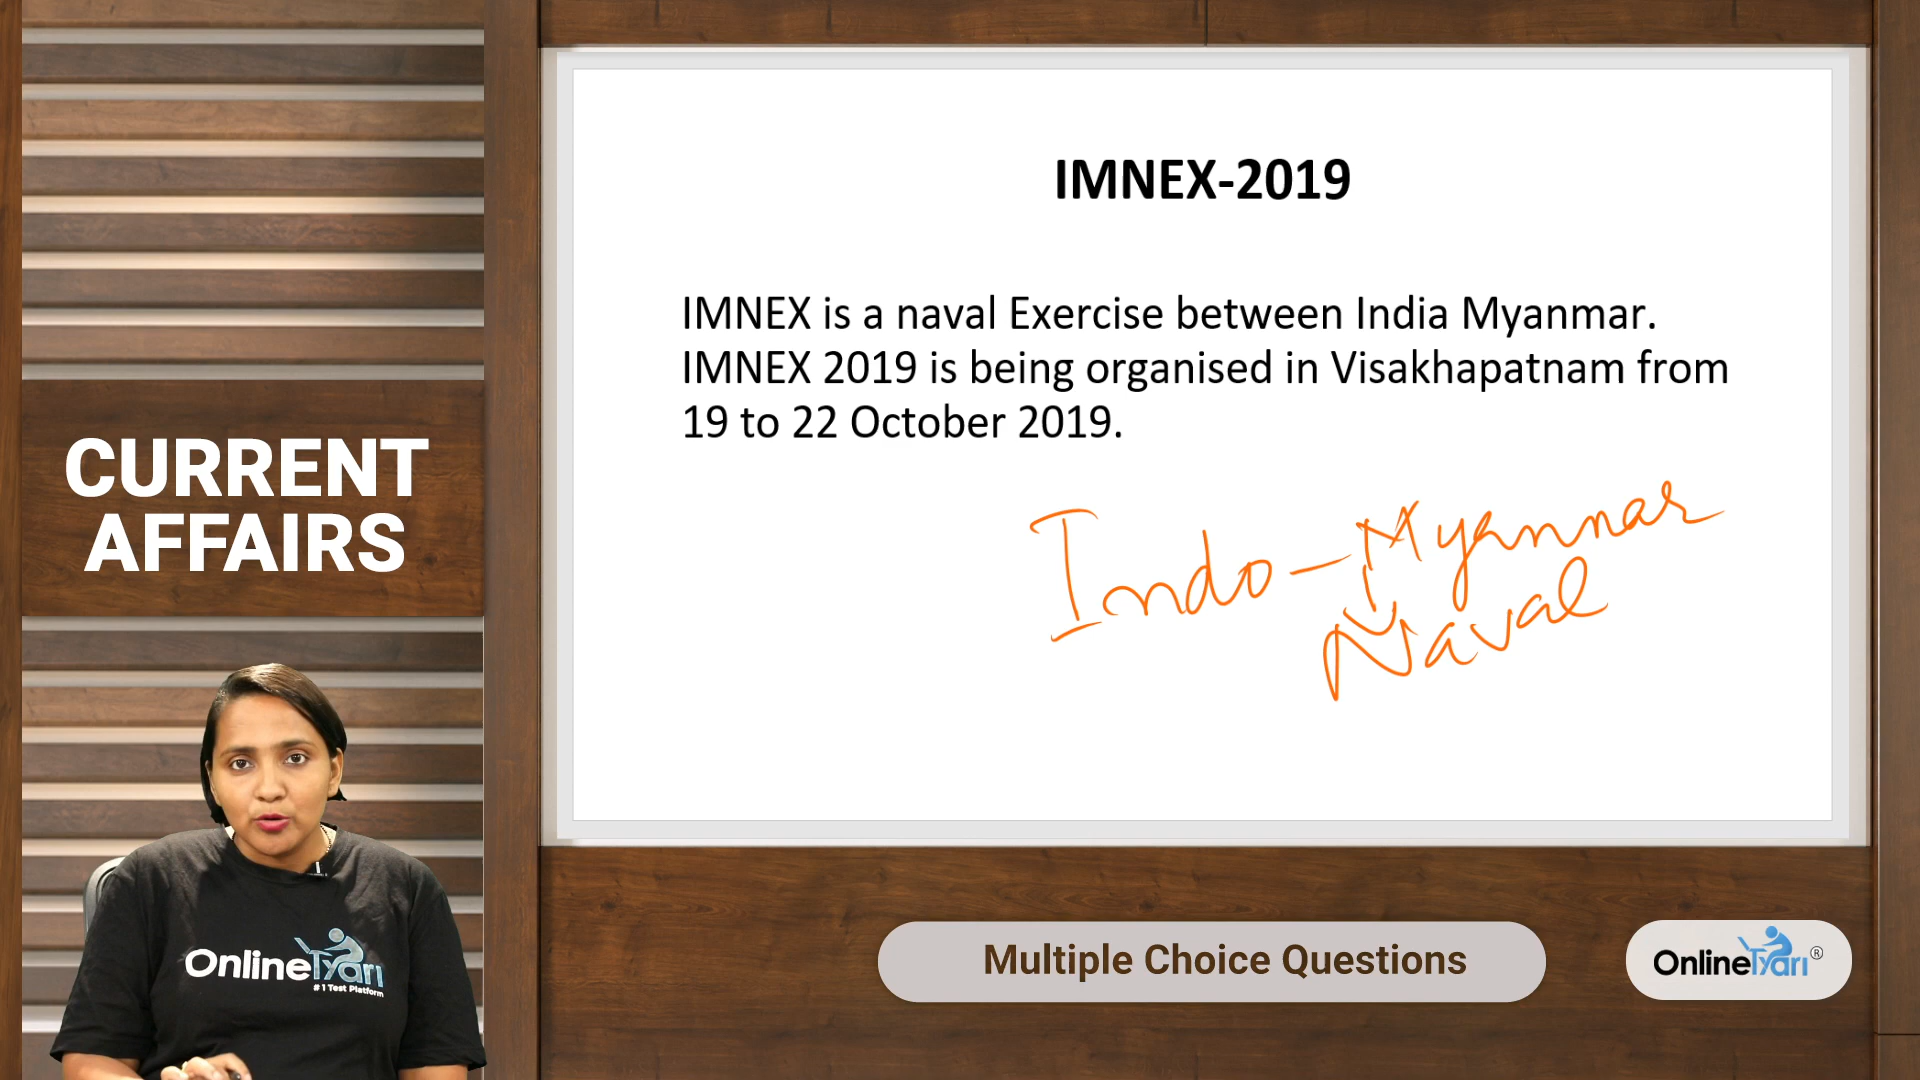 IMNEX-2019
IMNEX is a naval Exercise between India Myanmar.
IMNEX 2019 is being organised in Visakhapatnam from
19 to 22 October 2019.
Indo-Myanmar
Naval
CURRENT
AFFAIRS
OnlineTyari
#1 Test Platform
Multiple Choice Questions
OnlineTyari®